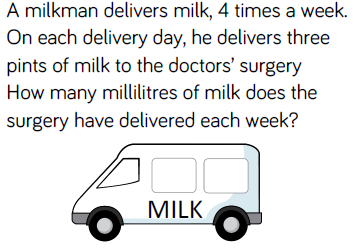 A milkman delivers milk, 4 times a week.
On each delivery day, he delivers three
pints of milk to the doctors’ surgery
How many millilitres of milk does the
surgery have delivered each week?
MILK